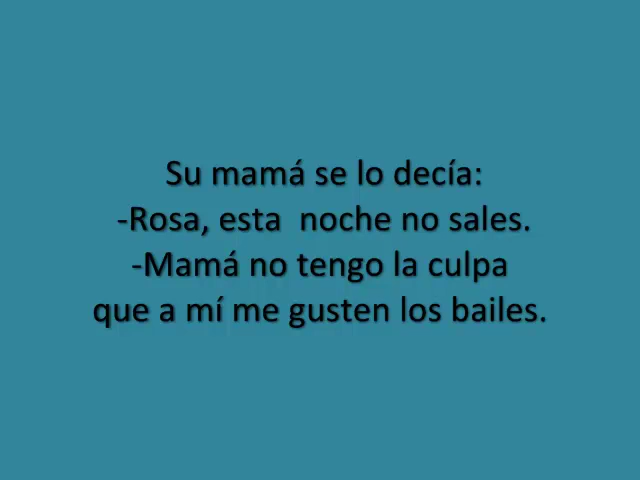 Su mamá se lo decía:
-Rosa, esta  noche no sales.
-Mamá no tengo la culpa
que a mí me gusten los bailes.